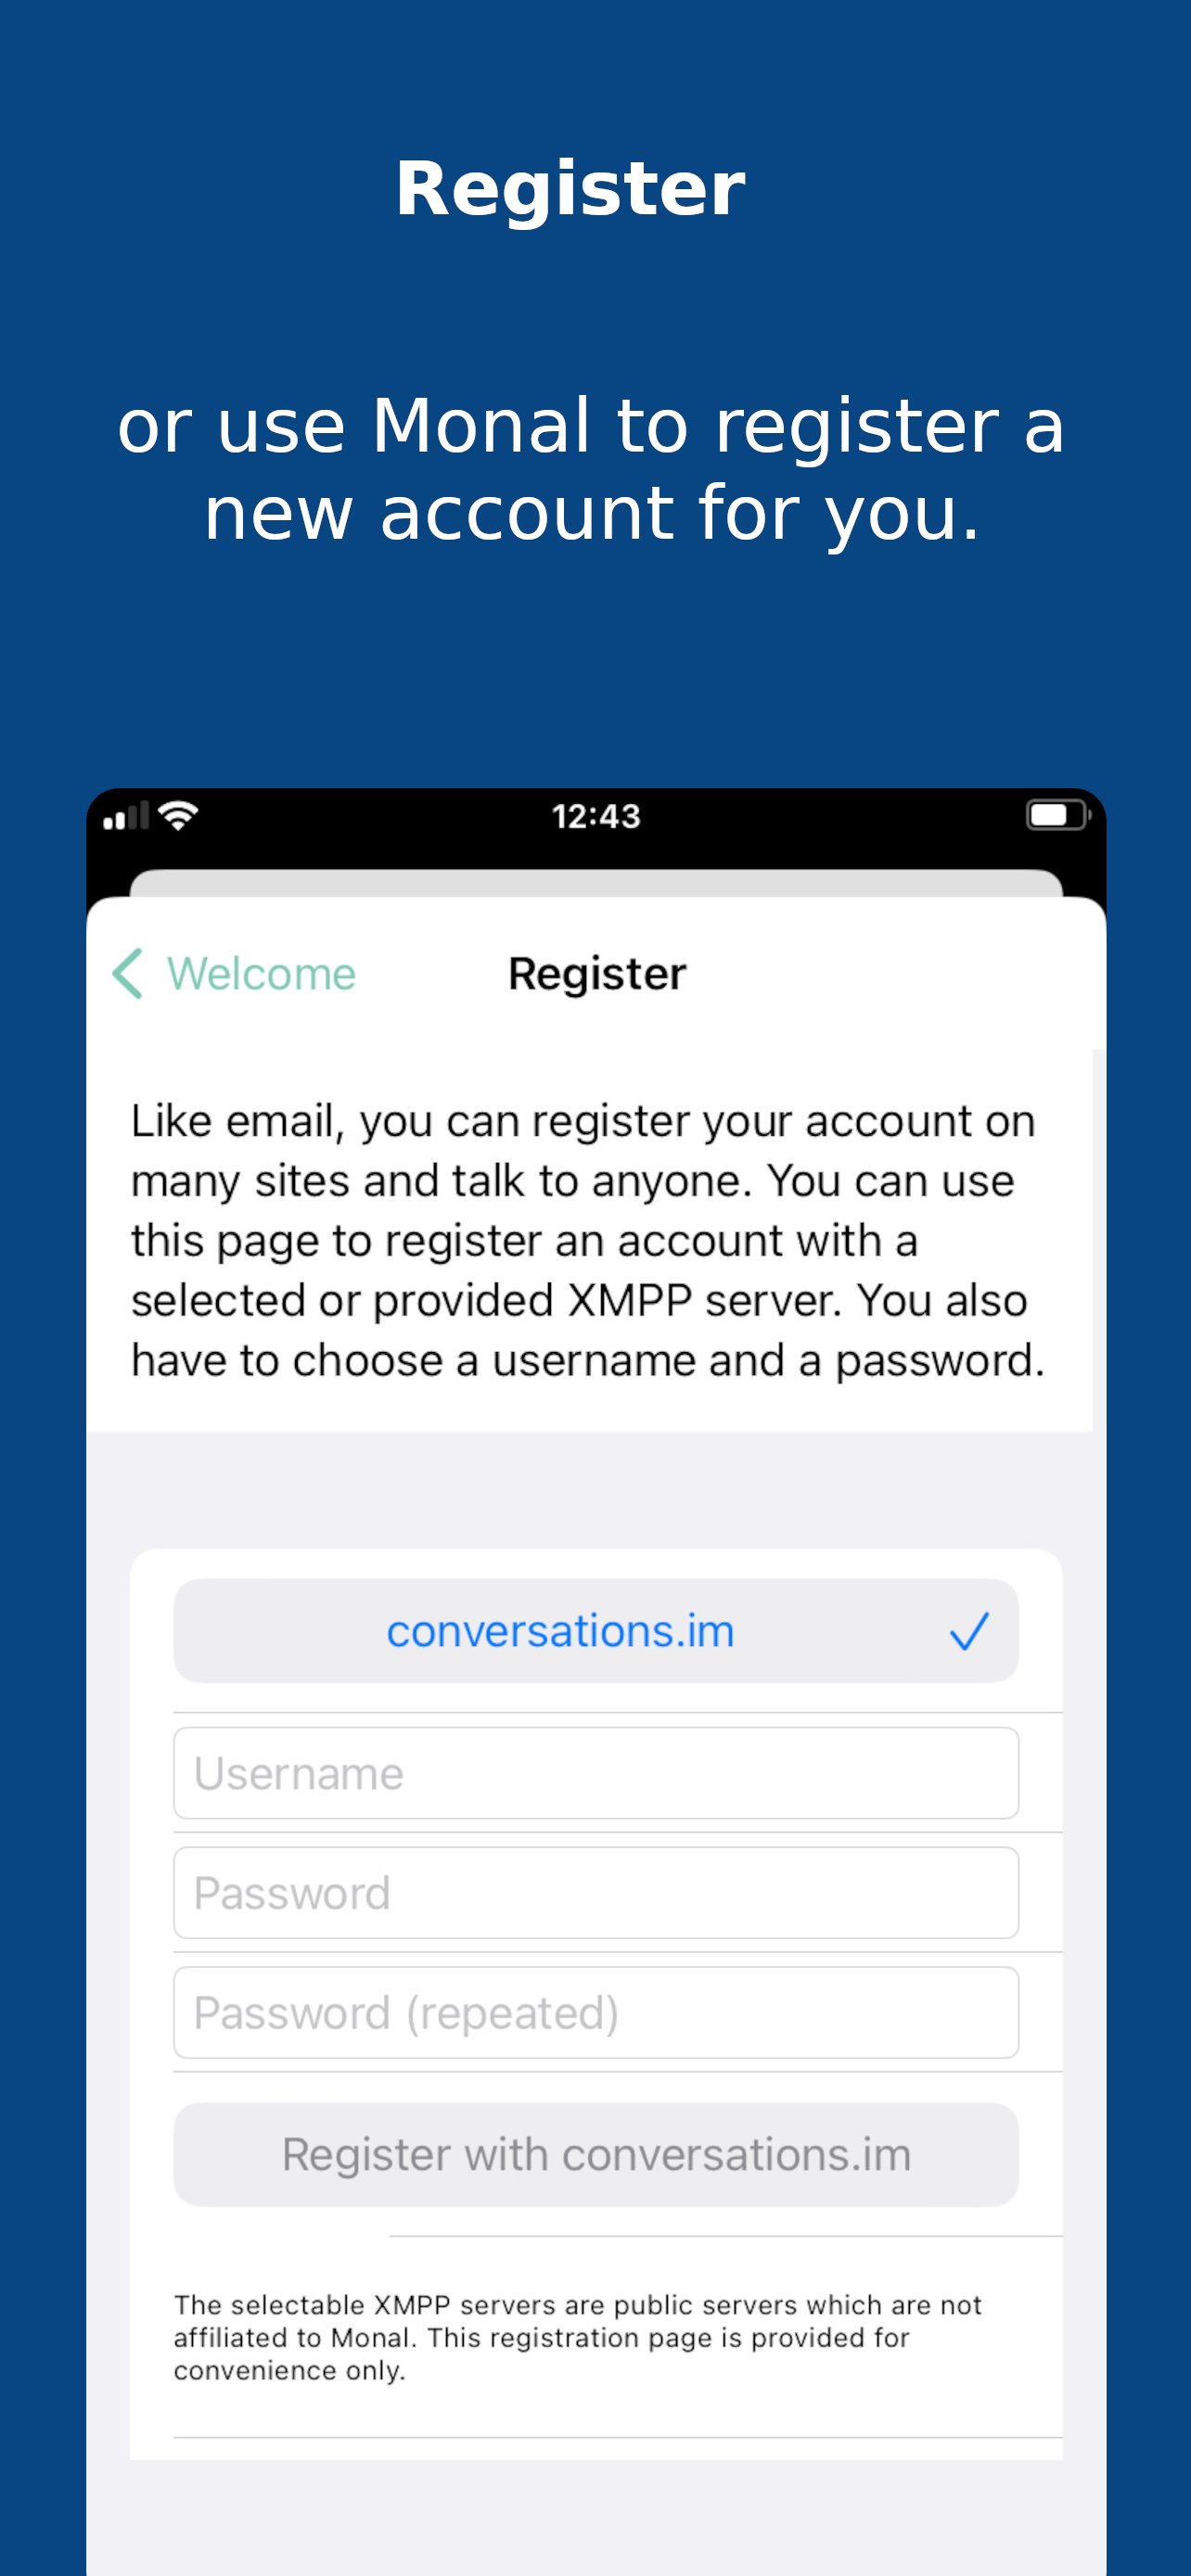 Register
or use Monal to register a
new account for you.
12:43
Welcome
Register
Like email, you can register your account on
many sites and talk to anyone. You can use
this page to register an account with a
selected or provided XMPP server. You also
have to choose a username and a password.
conversations.im
Username
Password
Password (repeated)
Register with conversations.im
The selectable XMPP servers are public servers which are not
affiliated to Monal. This registration page is provided for
convenience only.